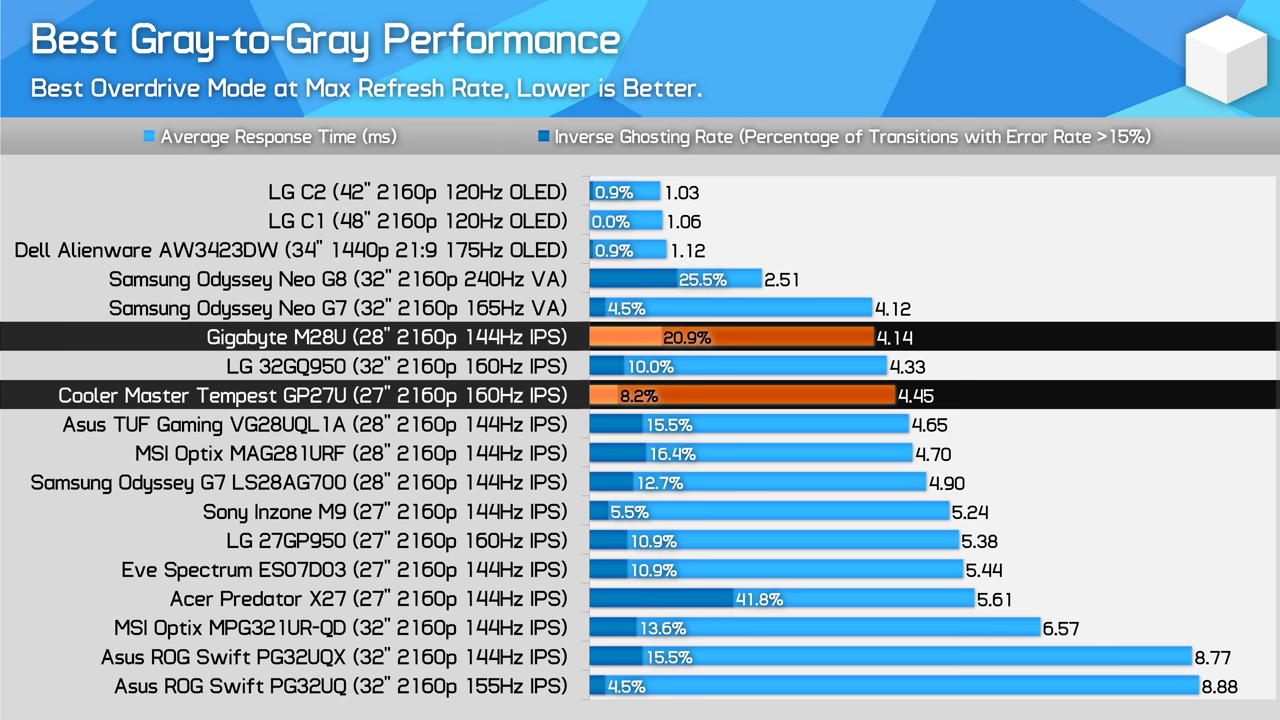 Best Gray-to-Gray Performance
Best Overdrive Mode at Max Refresh Rate, Lower is Better.
Average Response Time (ms) Inverse Ghosting Rate (Percentage of Transitions with Error Rate >15%)
LG C2 (42" 2160p 120Hz OLED) 0.9% 1.03
LG C1 (48" 2160p 120Hz OLED) 0.0% 1.06
Dell Alienware AW3423DW (34" 1440p 21:9 175Hz OLED) 0.9% 1.12
Samsung Odyssey Neo G8 (32" 2160p 240Hz VA) 25.5% 2.51
Samsung Odyssey Neo G7 (32" 2160p 165Hz VA) 4.5% 4.12
Gigabyte M28U (28" 2160p 144Hz IPS) 20.9% 4.14
LG 32GQ950 (32" 2160p 160Hz IPS) 10.0% 4.33
Cooler Master Tempest GP27U (27" 2160p 160Hz IPS) 8.2% 4.45
Asus TUF Gaming VG28UQL1A (28" 2160p 144Hz IPS) 15.5% 4.65
MSI Optix MAG281URF (28" 2160p 144Hz IPS) 16.4% 4.70
Samsung Odyssey G7 LS28AG700 (28" 2160p 144Hz IPS) 12.7% 4.90
Sony Inzone M9 (27" 2160p 144Hz IPS) 5.5% 5.24
LG 27GP950 (27" 2160p 160Hz IPS) 10.9% 5.38
Eve Spectrum ES07D03 (27" 2160p 144Hz IPS) 10.9% 5.44
Acer Predator X27 (27" 2160p 144Hz IPS) 41.8% 5.61
MSI Optix MPG321UR-QD (32" 2160p 144Hz IPS) 13.6% 6.57
Asus ROG Swift PG32UQX (32" 2160p 144Hz IPS) 15.5% 8.77
Asus ROG Swift PG32UQ (32" 2160p 155Hz IPS) 4.5% 8.88